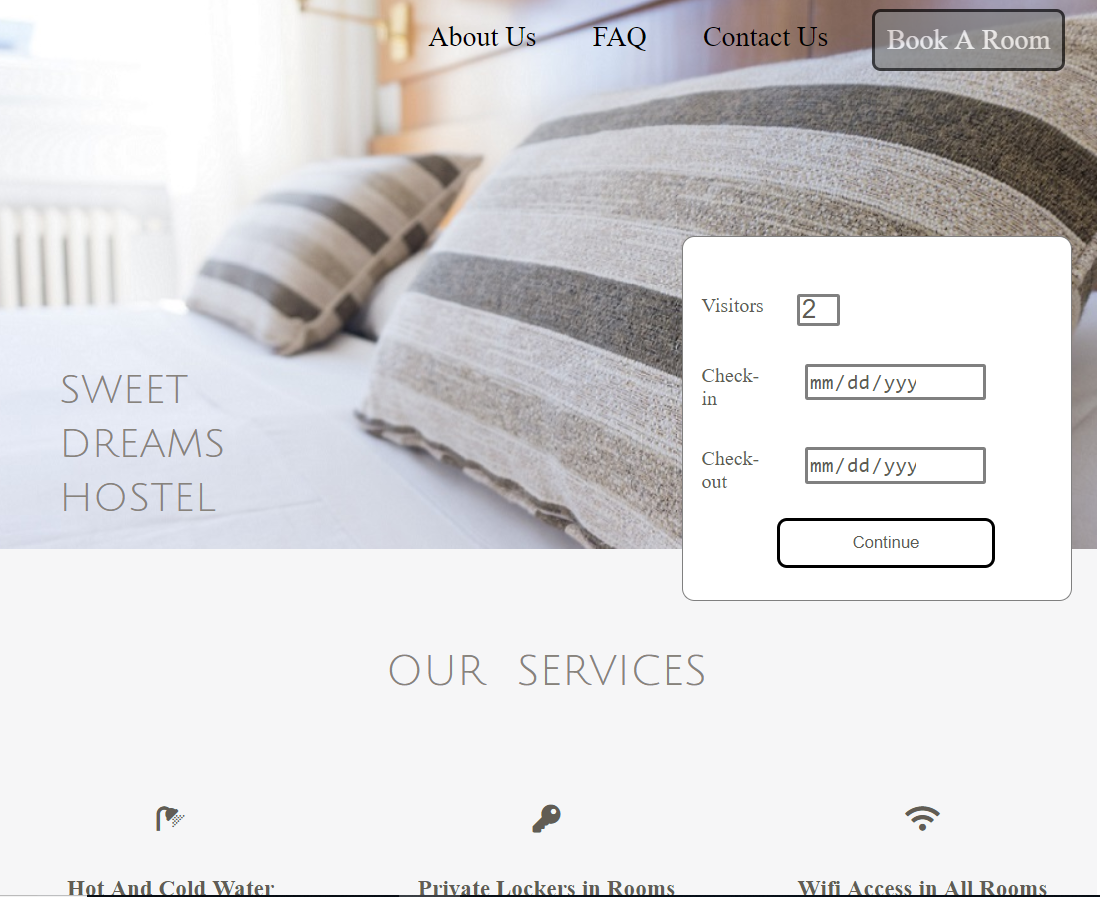 About Us FAQ Contact Us Book A Room
Visitors 2
Check-
in
mm/dd/yyy
SWEET
DREAMS
HOSTEL
Check-
out
mm/dd/yyy
Continue
OUR SERVICES
Hot And Cold Water Private Lockers in Rooms Wifi Access in All Rooms